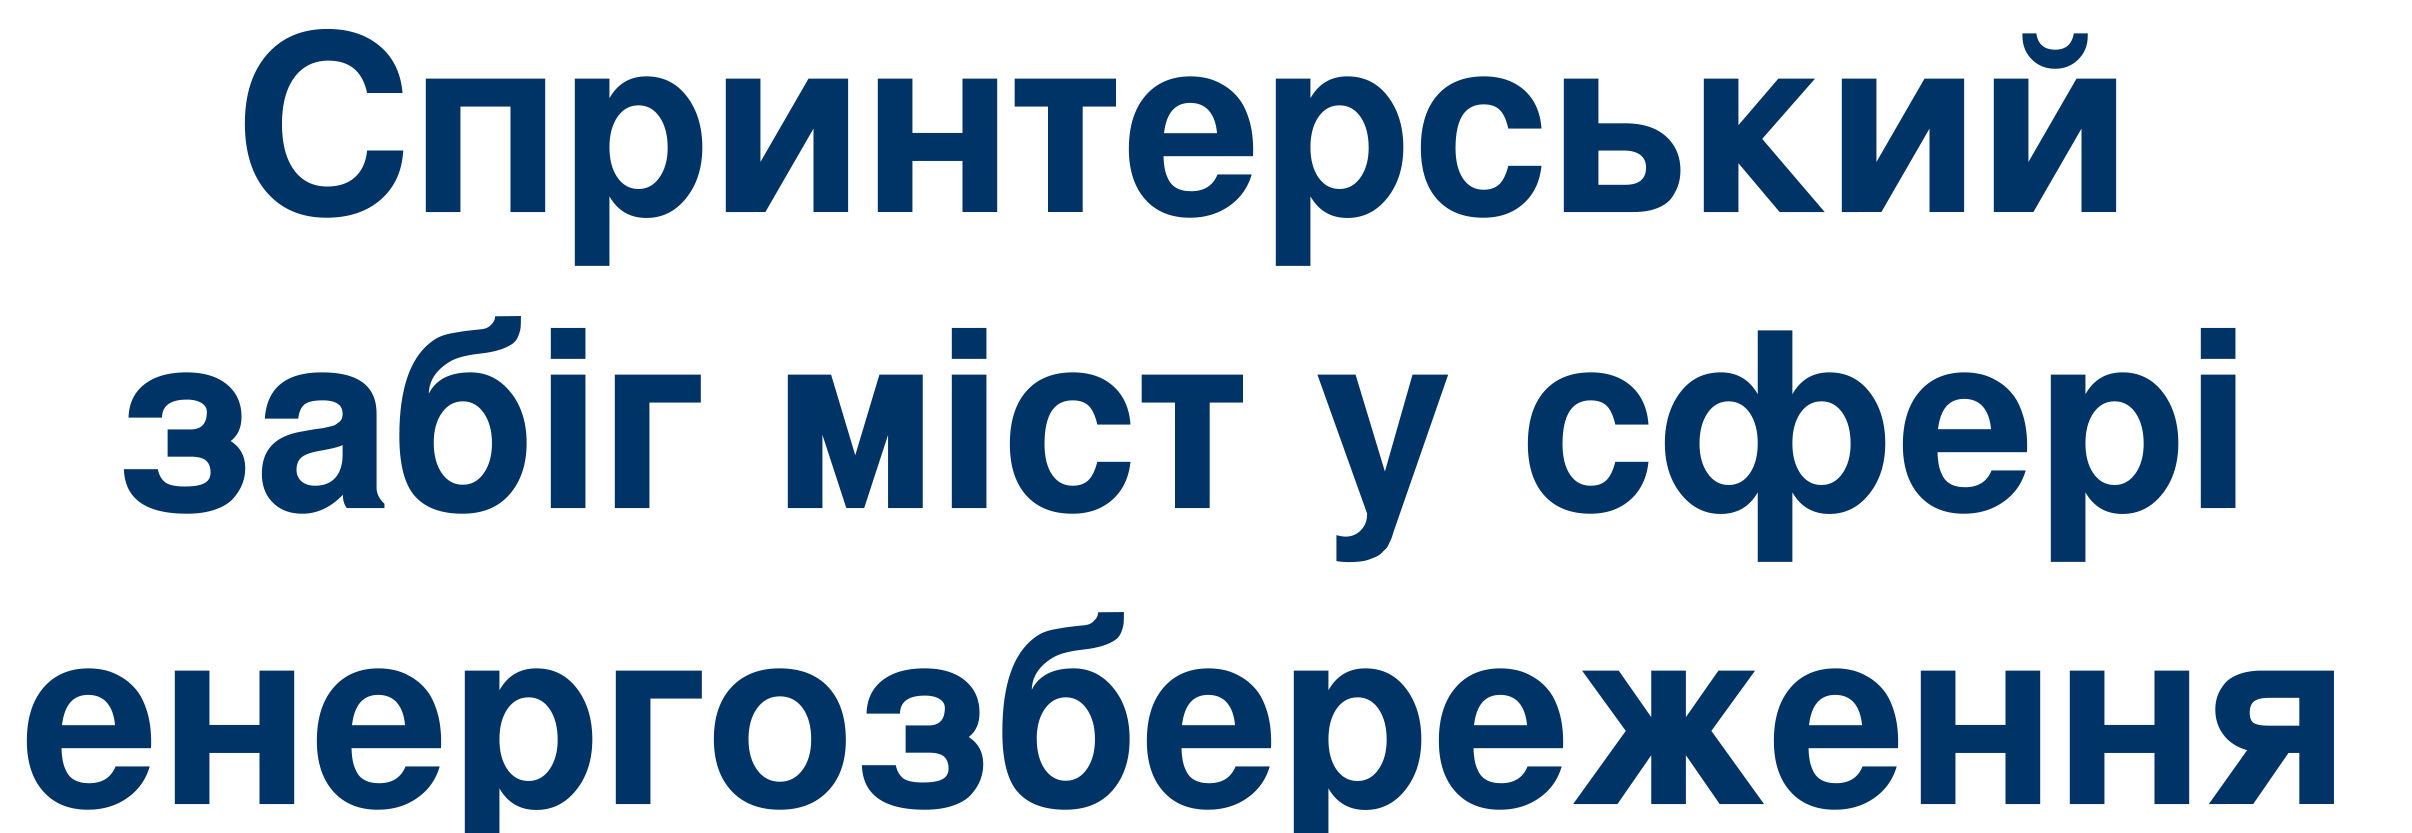 Спринтерський
забіг міст у сфері
енергозбереження